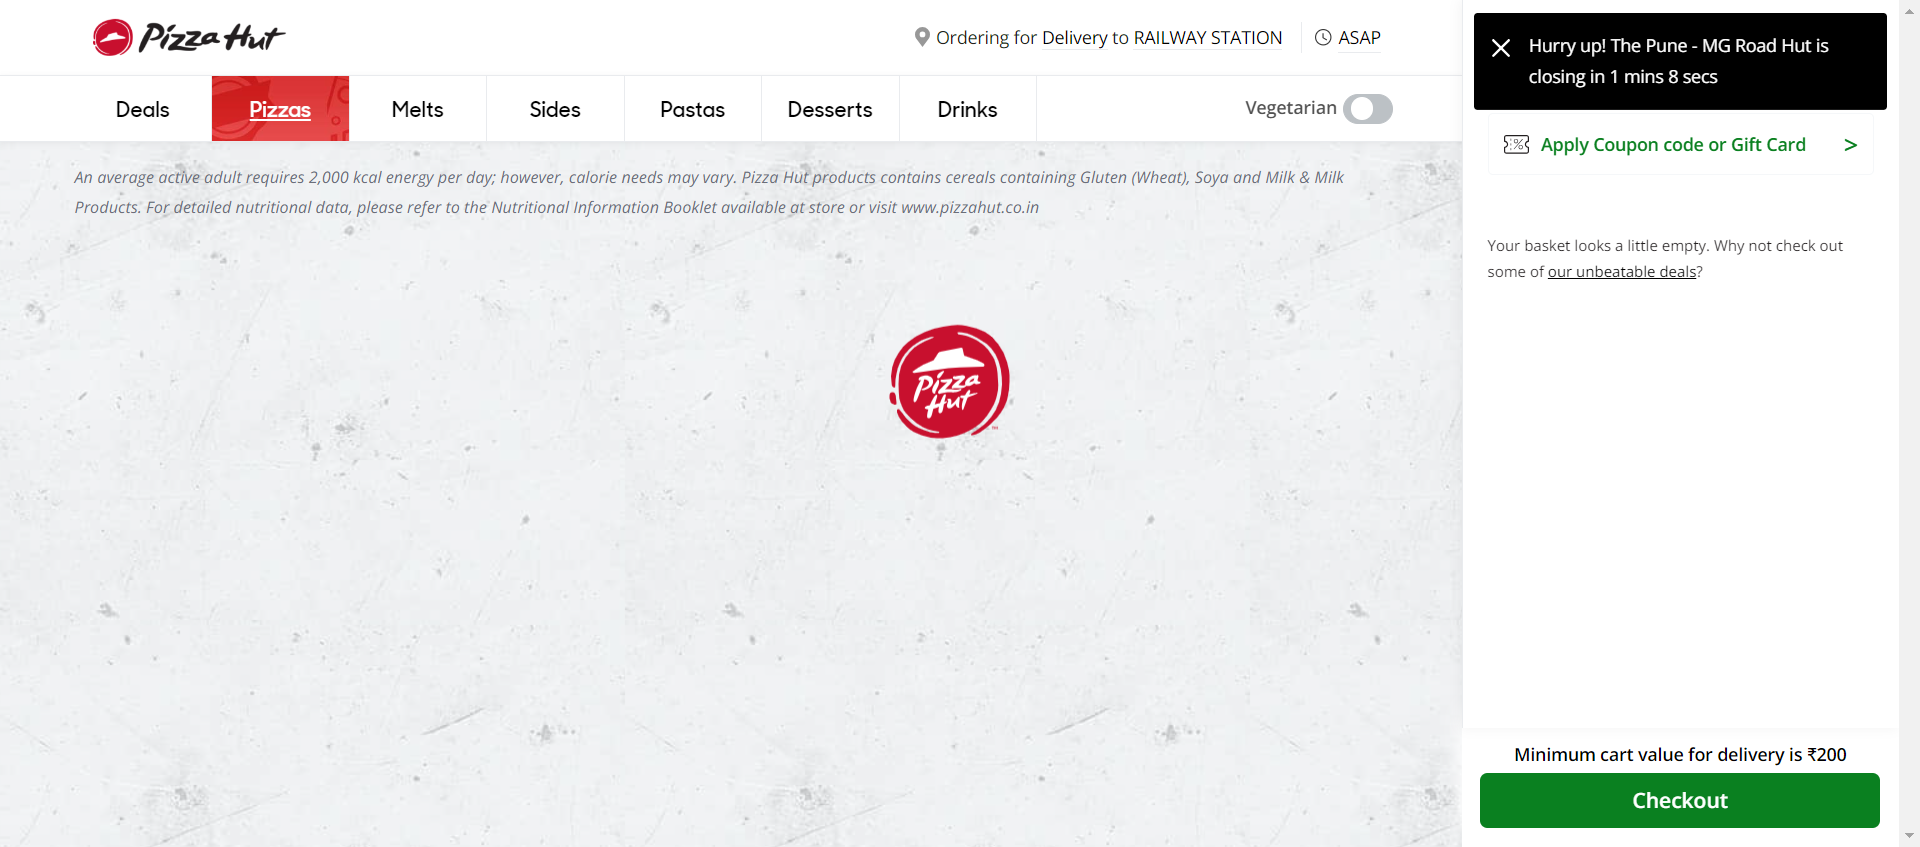 Pizza Hut
Ordering for Delivery to RAILWAY STATION
ASAP
Deals
Pizzas
Melts
Sides
Pastas
Desserts
Drinks
Vegetarian
An average active adult requires 2,000 kcal energy per day; however, calorie needs may vary. Pizza Hut products contains cereals containing Gluten (Wheat), Soya and Milk & Milk
Products. For detailed nutritional data, please refer to the Nutritional Information Booklet available at store or visit www.pizzahut.co.in
Pizza
Hut
Hurry up! The Pune - MG Road Hut is
closing in 1 mins 8 secs
Apply Coupon code or Gift Card >
Your basket looks a little empty. Why not check out
some of our unbeatable deals?
Minimum cart value for delivery is ₹200
Checkout